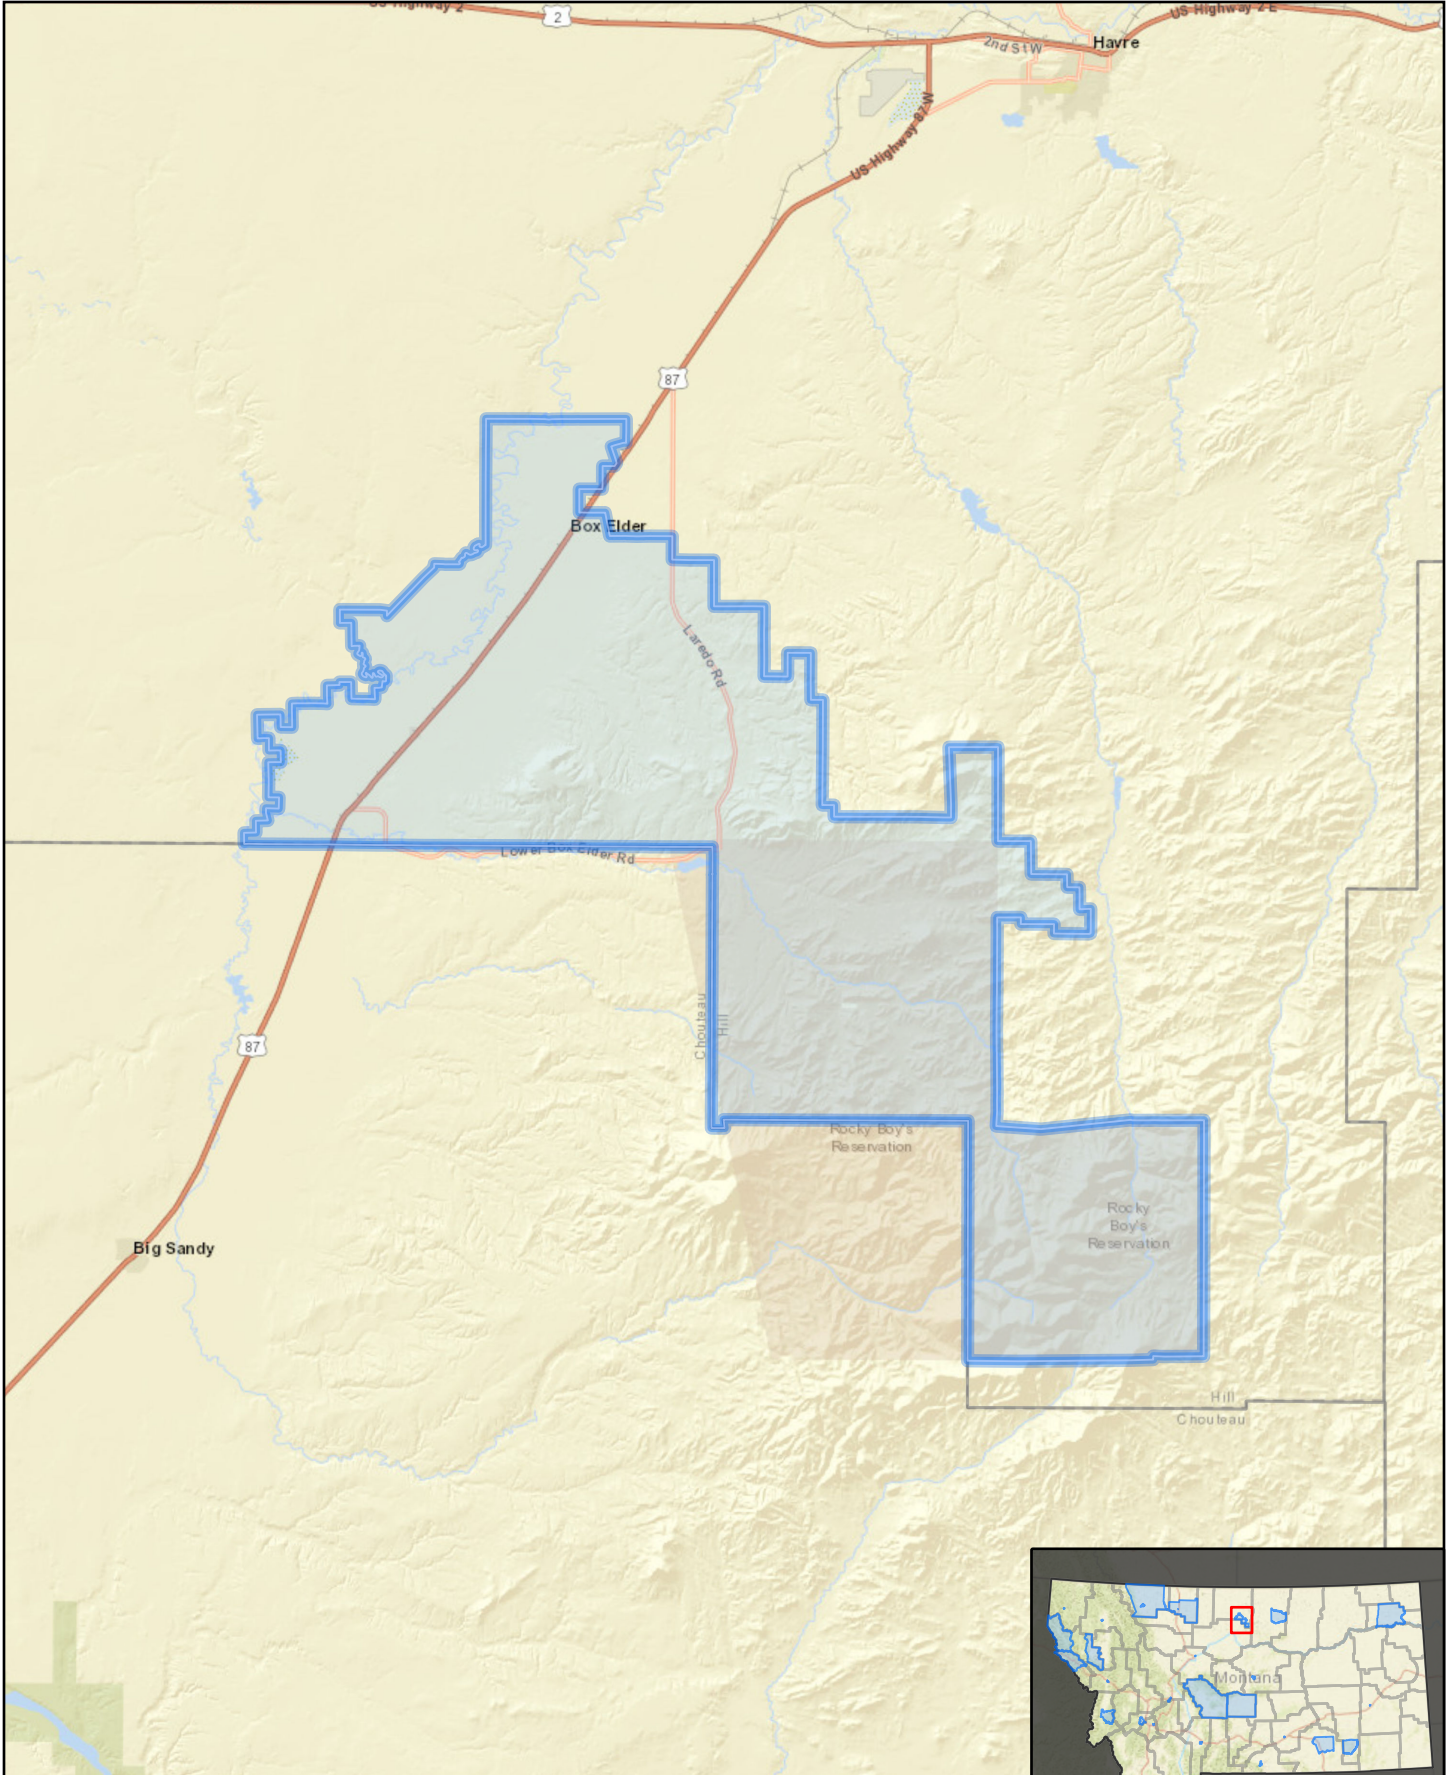 US Highway 2
2
US Highway 2 E
2nd St W
Havre
US Highway 87 W
87
Box Elder
Laredo Rd
Lower Box Elder Rd
Chouteau
Hill
87
Rocky Boy's
Reservation
Rocky
Boy's
Reservation
Big Sandy
Hill
Chouteau
Montana